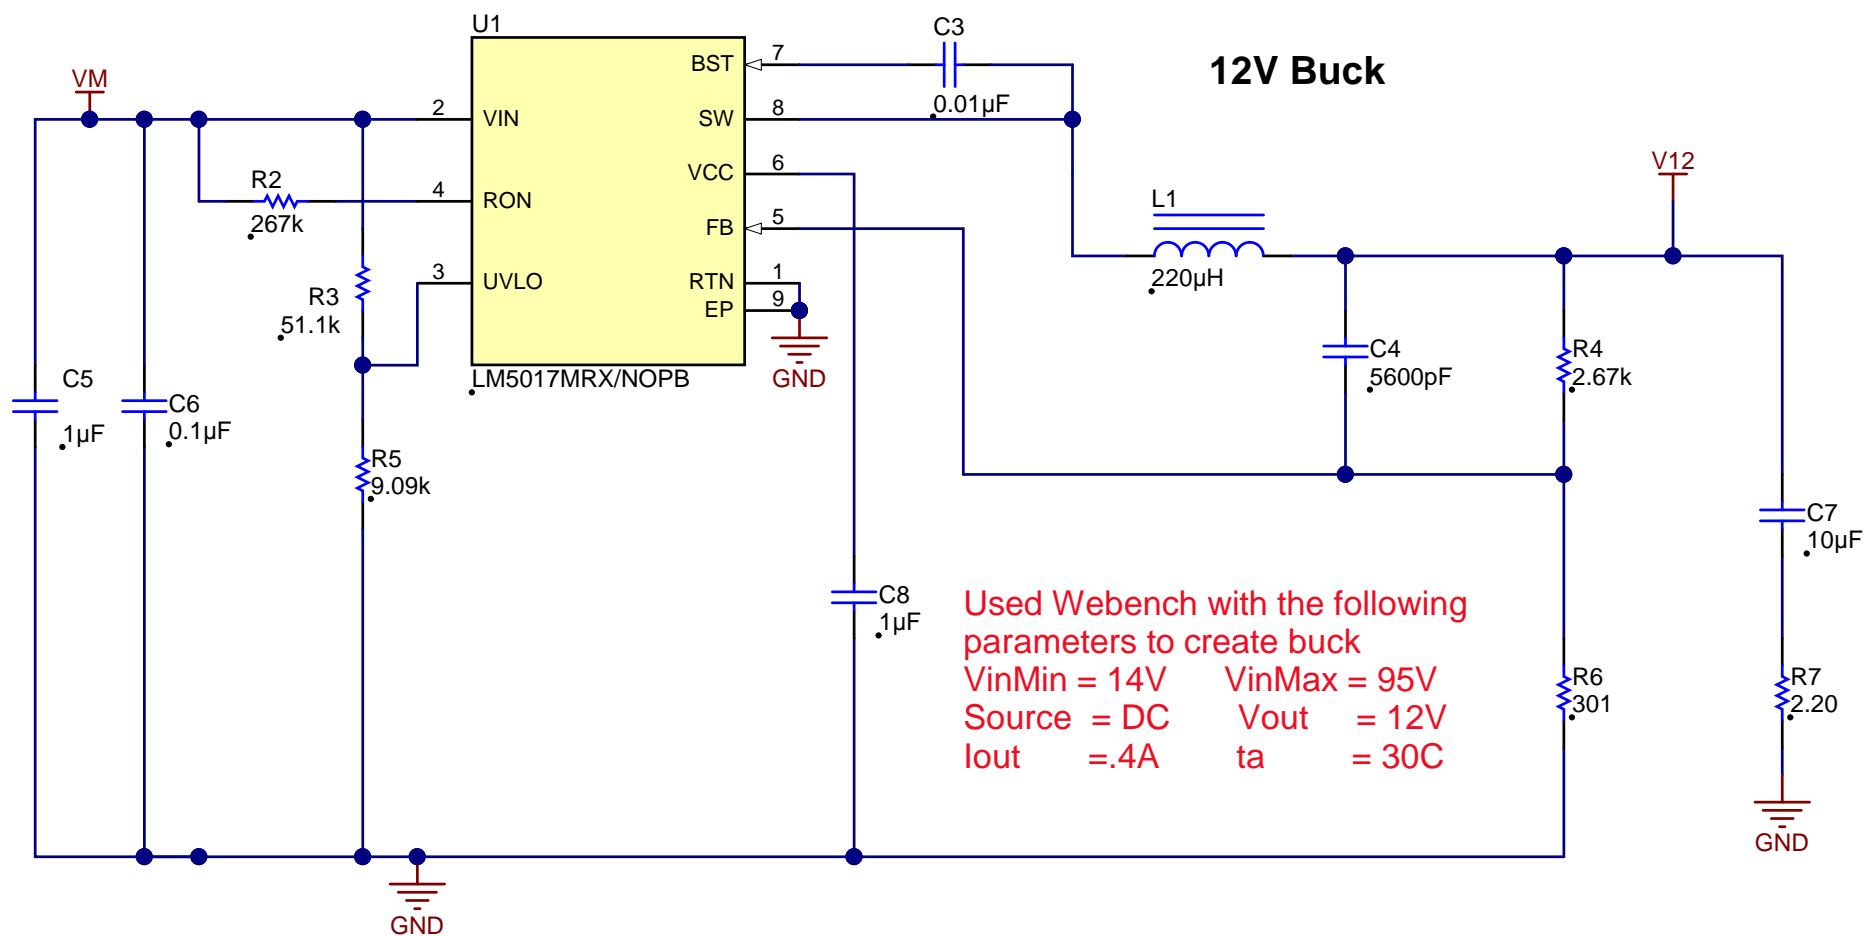 U1
C3
12V Buck
BST
7
VM
0.01µF
2
VIN
SW
8
VCC
6
V12
R2
4
RON
L1
267k
FB
5
3
UVLO
RTN
1
220µH
R3
EP
9
51.1k
C4
R4
C5
LM5017MRX/NOPB
GND
5600pF
2.67k
C6
1µF
0.1µF
R5
9.09k
C7
10µF
C8
1µF
Used Webench with the following
parameters to create buck
VinMin = 14V VinMax = 95V
Source = DC Vout = 12V
Iout =.4A ta = 30C
R6
301
R7
2.20
GND
GND